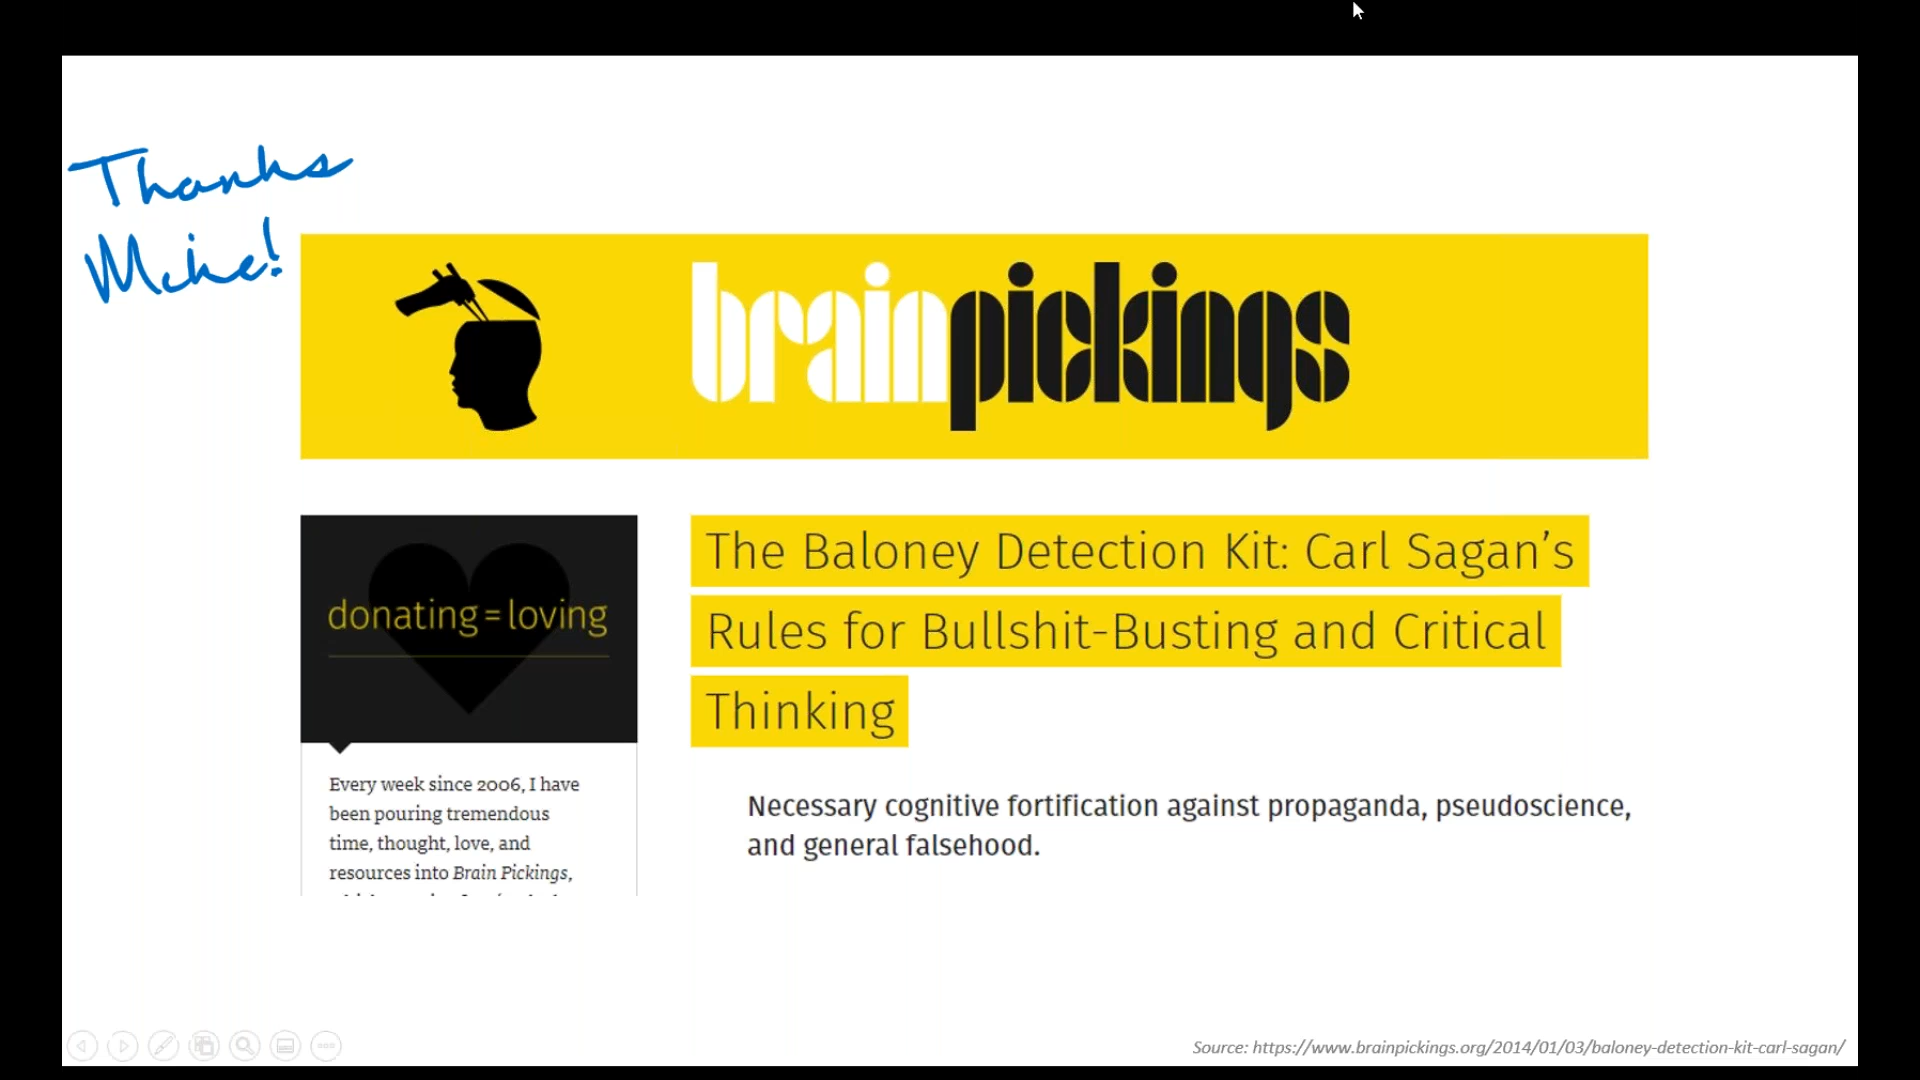 Thanks
Mike!
brainpickings
donating=loving
The Baloney Detection Kit: Carl Sagan’s
Rules for Bullshit-Busting and Critical
Thinking
Every week since 2006, I have
been pouring tremendous
time, thought, love, and
resources into Brain Pickings,
Necessary cognitive fortification against propaganda, pseudoscience,
and general falsehood.
Source: https://www.brainpickings.org/2014/01/03/baloney-detection-kit-carl-sagan/